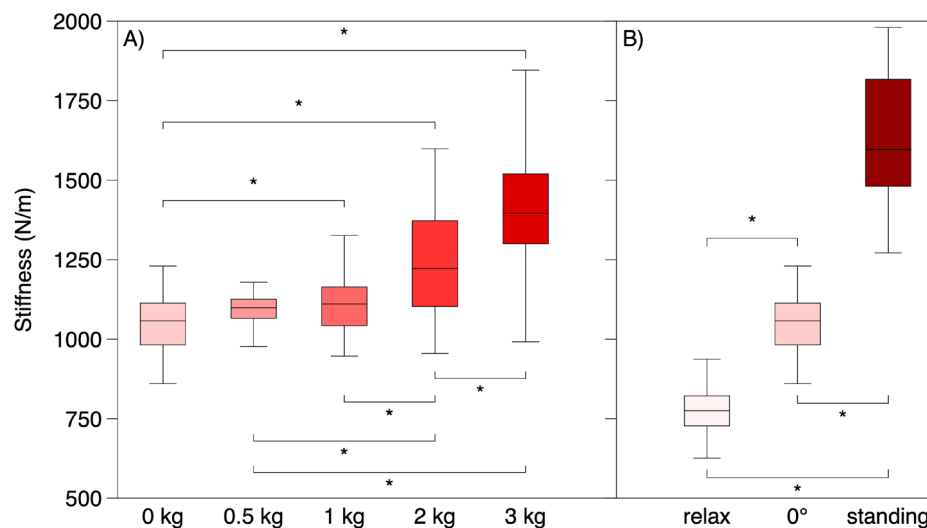 A)
B)
Stiffness (N/m)
2000
1750
1500
1250
1000
750
500
*
*
*
*
*
*
*
*
*
*
0 kg
0.5 kg
1 kg
2 kg
3 kg
relax
0°
standing